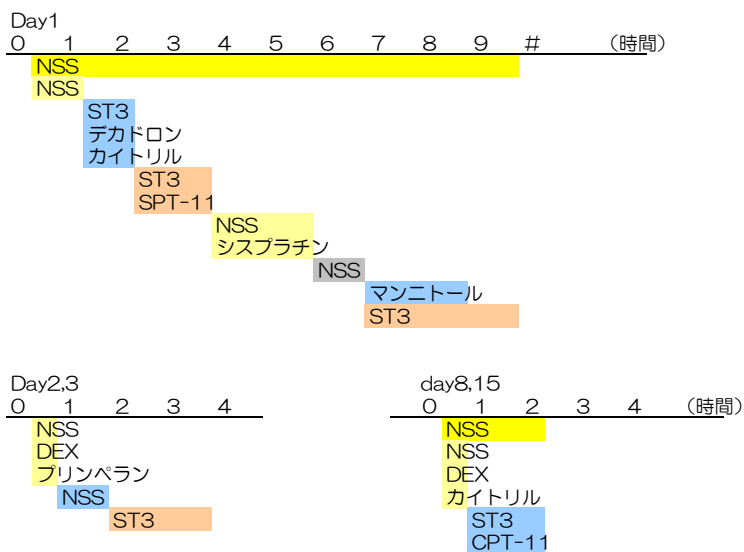 Day1
0 1 2 3 4 5 6 7 8 9 # （時間）
NSS
NSS
ST3
デカドロン
カイトリル
ST3
SPT-11
NSS
シスプラチン
NSS
マンニトール
ST3
Day2,3
0 1 2 3 4
NSS
DEX
プリンペラン
NSS
ST3
day8,15
0 1 2 3 4 （時間）
NSS
NSS
DEX
カイトリル
ST3
CPT-11